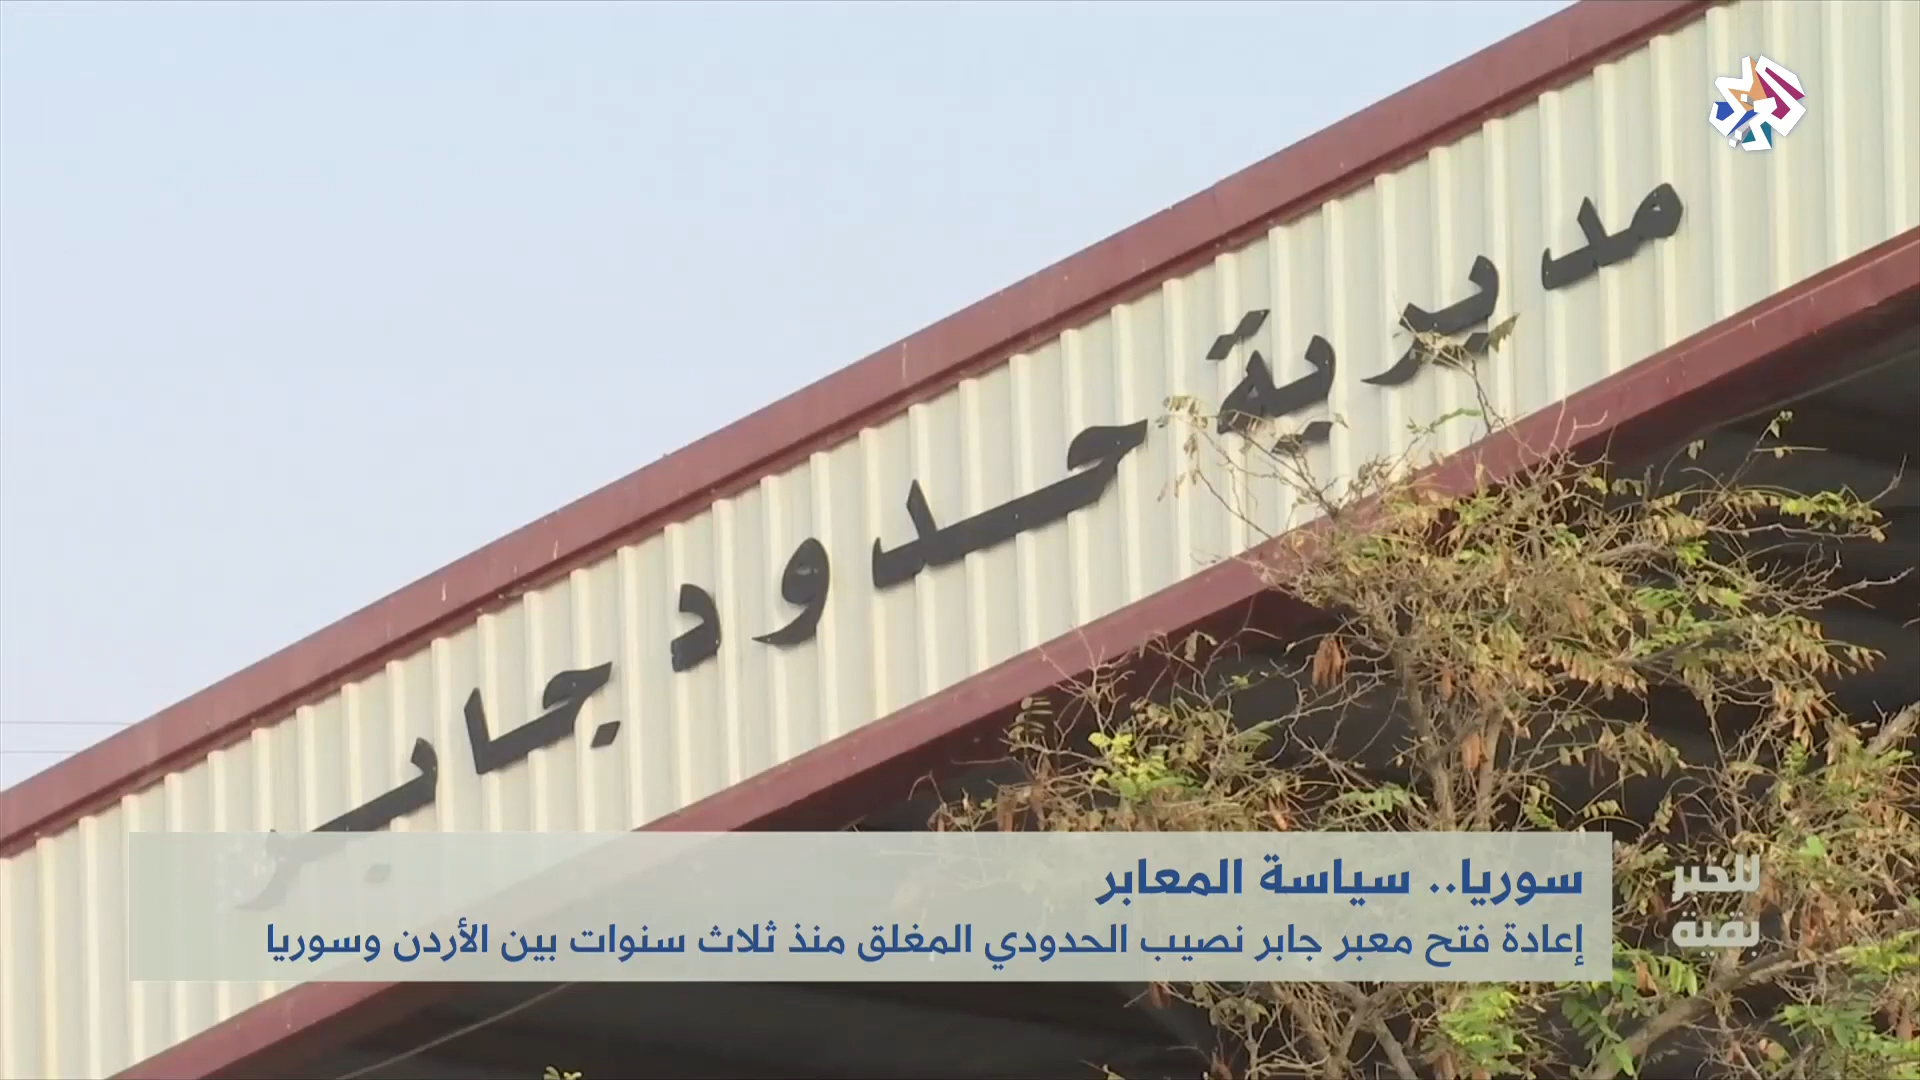 مديرية حدود جابر
سوريا.. سياسة المعابر
إعادة فتح معبر جابر نصيب الحدودي المغلق منذ ثلاث سنوات بين الأردن وسوريا
للخبر
بقية